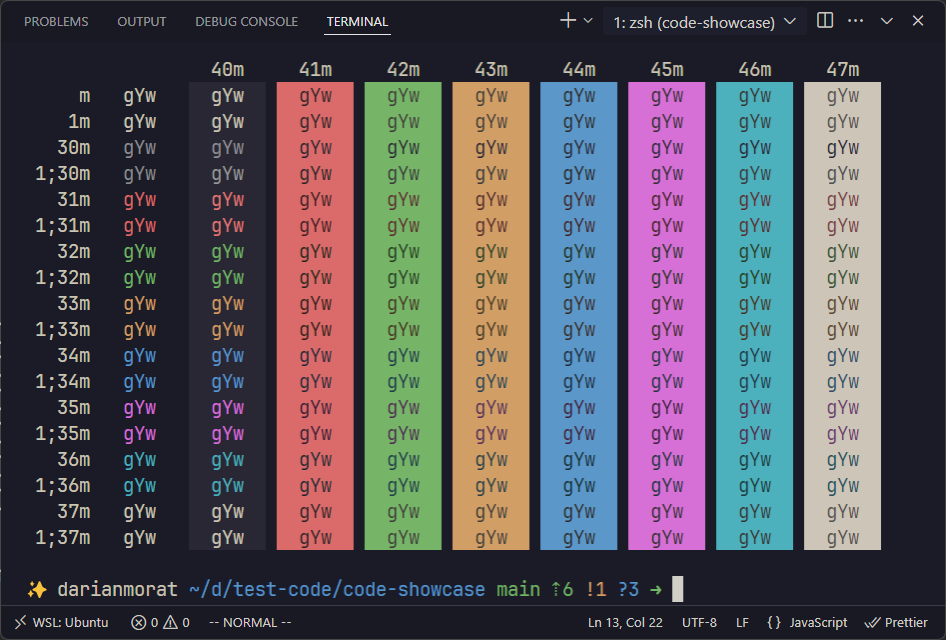 PROBLEMS OUTPUT DEBUG CONSOLE TERMINAL 1: zsh (code-showcase)
40m 41m 42m 43m 44m 45m 46m 47m
m gYw gYw gYw gYw gYw gYw gYw gYw gYw
1m gYw gYw gYw gYw gYw gYw gYw gYw gYw
30m gYw gYw gYw gYw gYw gYw gYw gYw gYw
1;30m gYw gYw gYw gYw gYw gYw gYw gYw gYw
31m gYw gYw gYw gYw gYw gYw gYw gYw gYw
1;31m gYw gYw gYw gYw gYw gYw gYw gYw gYw
32m gYw gYw gYw gYw gYw gYw gYw gYw gYw
1;32m gYw gYw gYw gYw gYw gYw gYw gYw gYw
33m gYw gYw gYw gYw gYw gYw gYw gYw gYw
1;33m gYw gYw gYw gYw gYw gYw gYw gYw gYw
34m gYw gYw gYw gYw gYw gYw gYw gYw gYw
1;34m gYw gYw gYw gYw gYw gYw gYw gYw gYw
35m gYw gYw gYw gYw gYw gYw gYw gYw gYw
1;35m gYw gYw gYw gYw gYw gYw gYw gYw gYw
36m gYw gYw gYw gYw gYw gYw gYw gYw gYw
1;36m gYw gYw gYw gYw gYw gYw gYw gYw gYw
37m gYw gYw gYw gYw gYw gYw gYw gYw gYw
1;37m gYw gYw gYw gYw gYw gYw gYw gYw gYw
✨ darianmorat ~/d/test-code/code-showcase main ⇡6 !1 ?3 ➜
WSL: Ubuntu 0 0 -- NORMAL -- Ln 13, Col 22 UTF-8 LF {} JavaScript Prettier